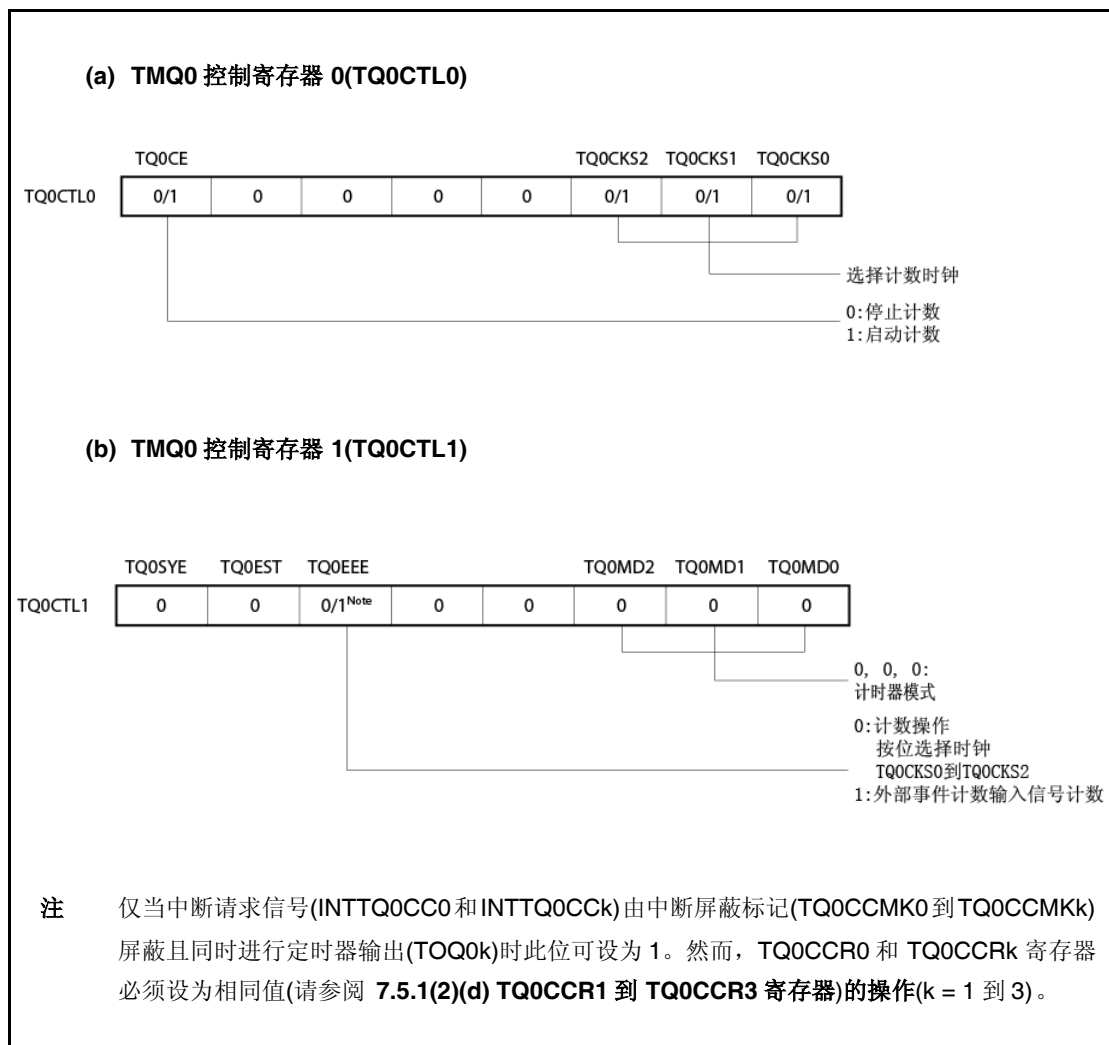 (a) TMQ0 控制寄存器 0(TQ0CTL0)
TQ0CE TQ0CKS2 TQ0CKS1 TQ0CKS0
TQ0CTL0 0/1 0 0 0 0 0/1 0/1 0/1
选择计数时钟
0:停止计数
1:启动计数
(b) TMQ0 控制寄存器 1(TQ0CTL1)
TQ0SYE TQ0EST TQ0EEE TQ0MD2 TQ0MD1 TQ0MD0
TQ0CTL1 0 0 0/1Note 0 0 0 0 0
0, 0, 0:
计时器模式
0:计数操作
按位选择时钟
TQ0CKS0到TQ0CKS2
1:外部事件计数输入信号计数
注 仅当中断请求信号(INTTQ0CC0和INTTQ0CCk)由中断屏蔽标记(TQ0CCMK0到TQ0CCMKk)
屏蔽且同时进行定时器输出(TOQ0k)时此位可设为 1。然而，TQ0CCR0 和 TQ0CCRk 寄存器
必须设为相同值(请参阅 7.5.1(2)(d) TQ0CCR1 到 TQ0CCR3 寄存器)的操作(k = 1 到 3)。